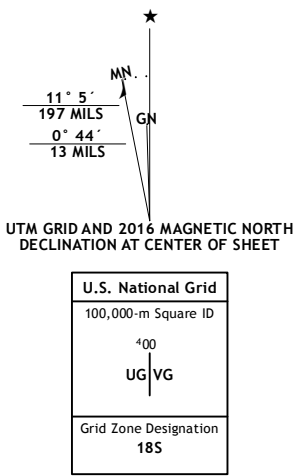 ★
MN
11° 5´
197 MILS
GN
0° 44´
13 MILS
UTM GRID AND 2016 MAGNETIC NORTH
DECLINATION AT CENTER OF SHEET
U.S. National Grid
100,000-m Square ID
⁴00
UG VG
Grid Zone Designation
18S